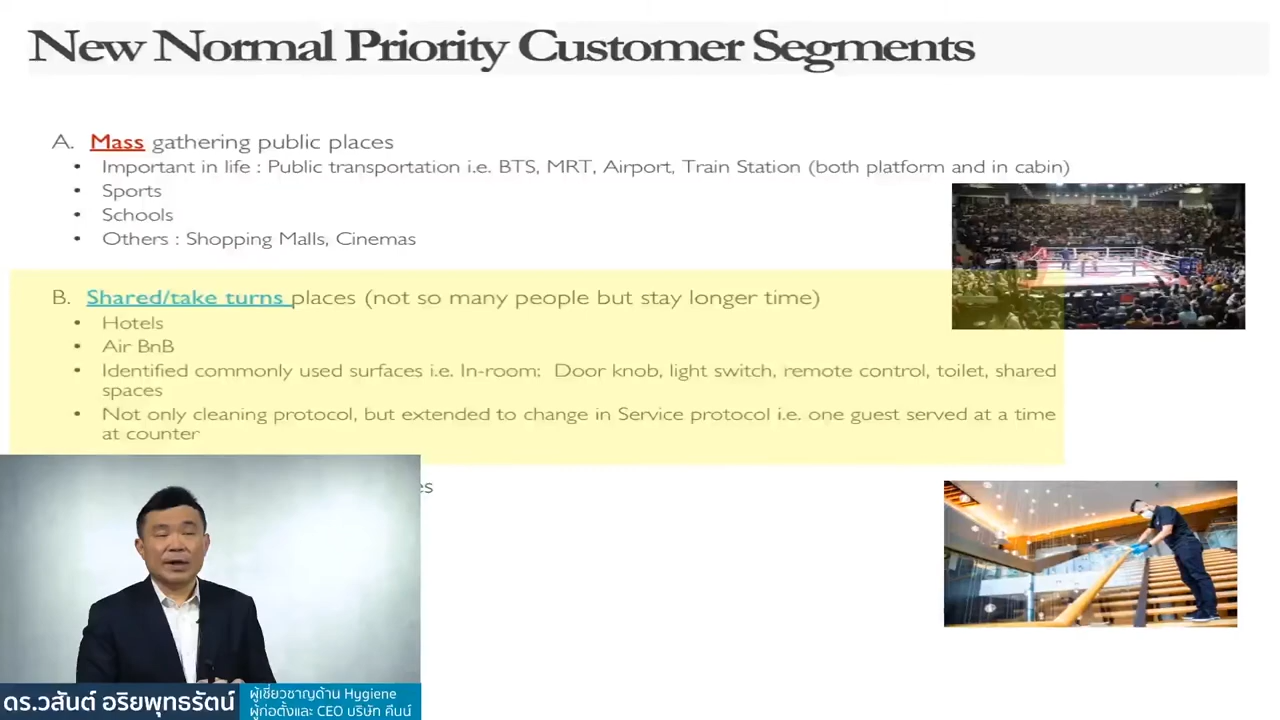 New Normal Priority Customer Segments
A. Mass gathering public places
• Important in life : Public transportation i.e. BTS, MRT, Airport, Train Station (both platform and in cabin)
• Sports
• Schools
• Others : Shopping Malls, Cinemas
B. Shared/take turns places (not so many people but stay longer time)
• Hotels
• Air BnB
• Identified commonly used surfaces i.e. In-room: Door knob, light switch, remote control, toilet, shared
spaces
• Not only cleaning protocol, but extended to change in Service protocol i.e. one guest served at a time
at counter
es
ดร.วสันต์ อริยพุทธรัตน์
ผู้เชี่ยวชาญด้าน Hygiene
ผู้ก่อตั้งและ CEO บริษัท คีนน์